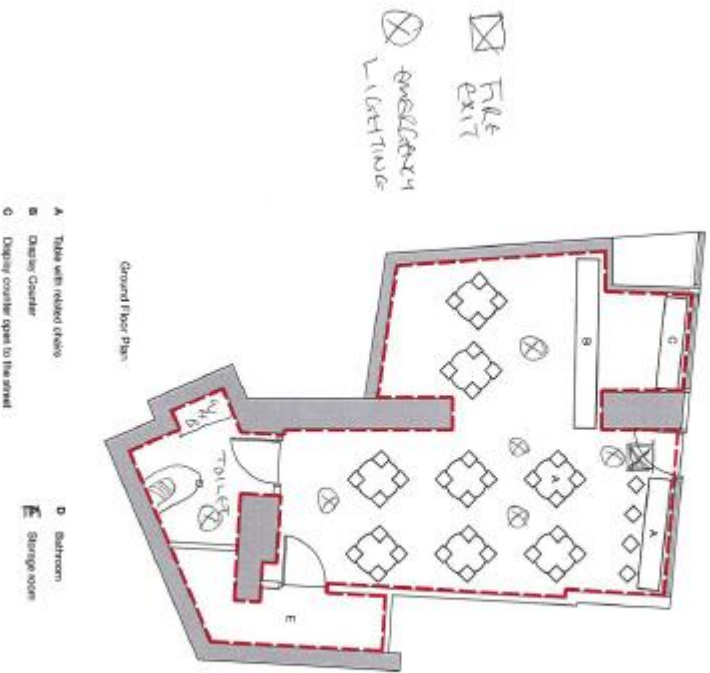 FIRE
EXIT
EMERGENCY
LIGHTING
C
B
A
A
TOILET
E
Ground Floor Plan
A Table with related chairs
B Display Counter
C Display counter open to the street
D Bathroom
Storage room